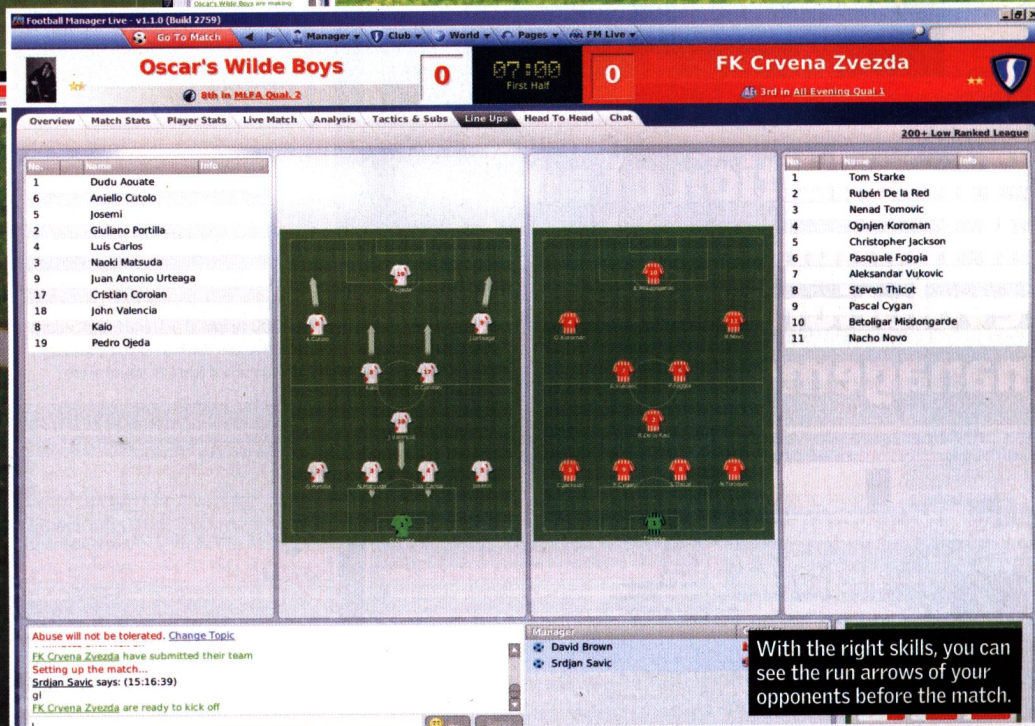 Oscar's Wilde Boys are making
Football Manager Live - v1.1.0 (Build 2759)
Go To Match Manager Club World Pages FM Live
Oscar's Wilde Boys
8th in MLFA Qual. 2
0
07:00
First Half
0
FK Crvena Zvezda
3rd in All Evening Qual 1
Overview Match Stats Player Stats Live Match Analysis Tactics & Subs Line Ups Head To Head Chat
200+ Low Ranked League
No. Name Info
1 Dudu Aouate
6 Aniello Cutolo
5 Josemi
2 Giuliano Portilla
4 Luís Carlos
3 Naoki Matsuda
9 Juan Antonio Urteaga
17 Cristian Coroian
18 John Valencia
8 Kaio
19 Pedro Ojeda
No. Name Info
1 Tom Starke
2 Rubén De la Red
3 Nenad Tomovic
4 Ognjen Koroman
5 Christopher Jackson
6 Pasquale Foggia
7 Aleksandar Vukovic
8 Steven Thicot
9 Pascal Cygan
10 Betoligar Misdongarde
11 Nacho Novo
Abuse will not be tolerated. Change Topic
FK Crvena Zvezda have submitted their team
Setting up the match...
Srdjan Savic says: (15:16:39)
gl
FK Crvena Zvezda are ready to kick off
Manager
David Brown
Srdjan Savic
With the right skills, you can
see the run arrows of your
opponents before the match.